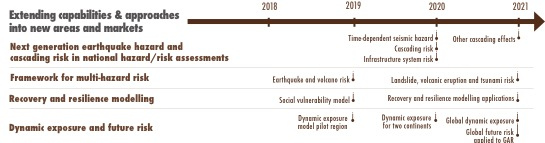 Extending capabilities & approaches
into new areas and markets
2018 2019 2020 2021
Next generation earthquake hazard and
cascading risk in national hazard/risk assessments
Time-dependent seismic hazard
Cascading risk
Infrastructure system risk
Other cascading effects
Framework for multi-hazard risk
Earthquake and volcano risk
Landslide, volcanic eruption and tsunami risk
Recovery and resilience modelling
Social vulnerability model
Recovery and resilience modelling applications
Dynamic exposure and future risk
Dynamic exposure
model pilot region
Dynamic exposure
for two continents
Global dynamic exposure
Global future risk
applied to GAR